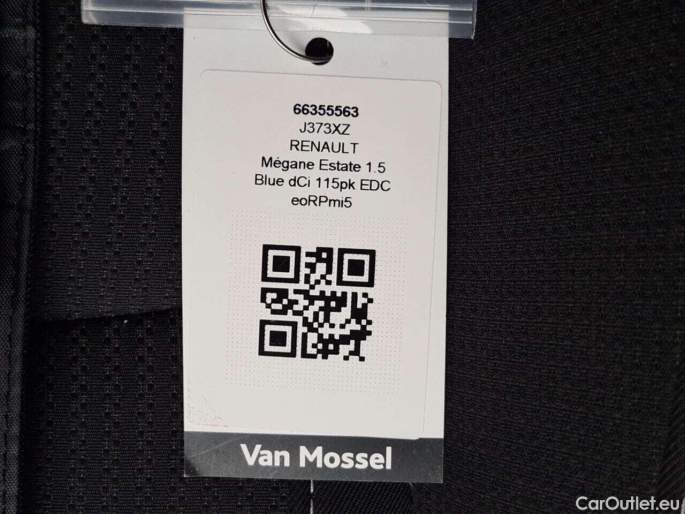 66355563
J373XZ
RENAULT
Mégane Estate 1.5
Blue dCi 115pk EDC
eoRPmi5
Van Mossel
CarOutlet.eu